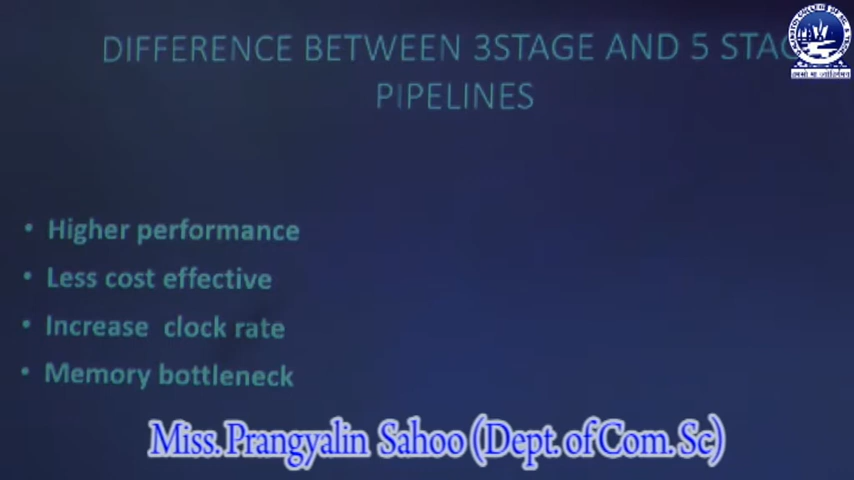 DIFFERENCE BETWEEN 3STAGE AND 5 STAG
PIPELINES
• Higher performance
• Less cost effective
• Increase clock rate
• Memory bottleneck
Miss. Prangyalin Sahoo (Dept. of Com. Sc)